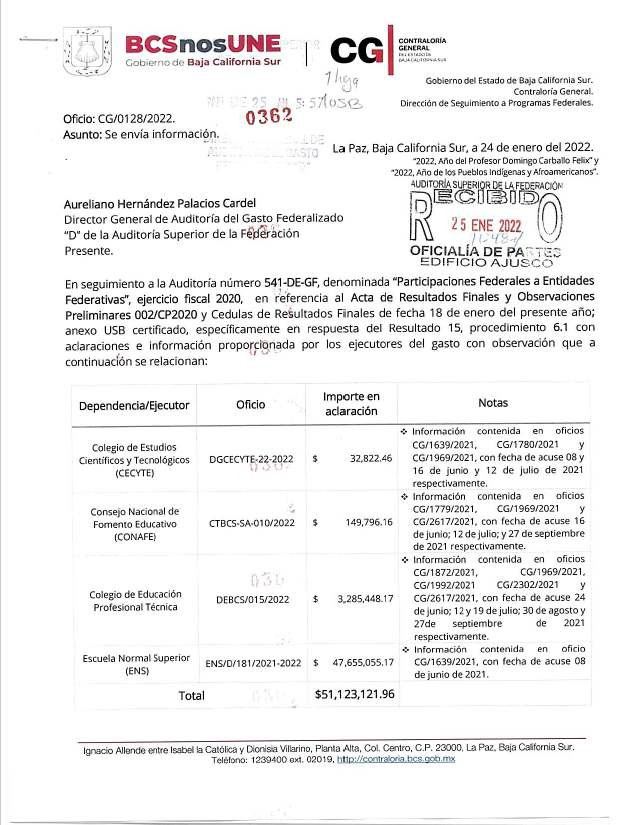 BCSnosUNE
Gobierno de Baja California Sur
CG
CONTRALORÍA
GENERAL
DEL ESTADO DE
BAJA CALIFORNIA SUR
Gobierno del Estado de Baja California Sur.
Contraloría General.
Dirección de Seguimiento a Programas Federales.
Oficio: CG/0128/2022.
0362
Asunto: Se envía información.
La Paz, Baja California Sur, a 24 de enero del 2022.
"2022, Año del Profesor Domingo Carballo Felix" y
"2022, Año de los Pueblos Indígenas y Afroamericanos".
AUDITORÍA SUPERIOR DE LA FEDERACIÓN
RECIBIDO
25 ENE 2022
OFICIALÍA DE PARTES
EDIFICIO AJUSCO
Aureliano Hernández Palacios Cardel
Director General de Auditoría del Gasto Federalizado
"D" de la Auditoría Superior de la Federación
Presente.
En seguimiento a la Auditoría número 541-DE-GF, denominada "Participaciones Federales a Entidades
Federativas", ejercicio fiscal 2020, en referencia al Acta de Resultados Finales y Observaciones
Preliminares 002/CP2020 y Cedulas de Resultados Finales de fecha 18 de enero del presente año;
anexo USB certificado, específicamente en respuesta del Resultado 15, procedimiento 6.1 con
aclaraciones e información proporcionada por los ejecutores del gasto con observación que a
continuación se relacionan:
Dependencia/Ejecutor Oficio Importe en aclaración Notas
Colegio de Estudios
Científicos y Tecnológicos
(CECYTE)
DGCECYTE-22-2022
$ 32,822.46
❖ Información contenida en oficios
CG/1639/2021, CG/1780/2021 y
CG/1969/2021, con fecha de acuse 08 y
16 de junio y 12 de julio de 2021
respectivamente.
Consejo Nacional de
Fomento Educativo
(CONAFE)
CTBCS-SA-010/2022
$ 149,796.16
❖ Información contenida en oficios
CG/1779/2021, CG/1969/2021 y
CG/2617/2021, con fecha de acuse 16
de junio; 12 de julio; y 27 de septiembre
de 2021 respectivamente.
Colegio de Educación
Profesional Técnica
DEBCS/015/2022
$ 3,285,448.17
❖ Información contenida en oficios
CG/1872/2021, CG/1969/2021,
CG/1992/2021 CG/2302/2021 y
CG/2617/2021, con fecha de acuse 24
de junio; 12 y 19 de julio; 30 de agosto y
27de septiembre de 2021
respectivamente.
Escuela Normal Superior
(ENS)
ENS/D/181/2021-2022
$ 47,655,055.17
❖ Información contenida en oficio
CG/1639/2021, con fecha de acuse 08
de junio de 2021.
Total $51,123,121.96
Ignacio Allende entre Isabel la Católica y Dionisia Villarino, Planta Alta, Col. Centro, C.P. 23000, La Paz, Baja California Sur.
Teléfono: 1239400 ext. 02019, http://contraloria.bcs.gob.mx